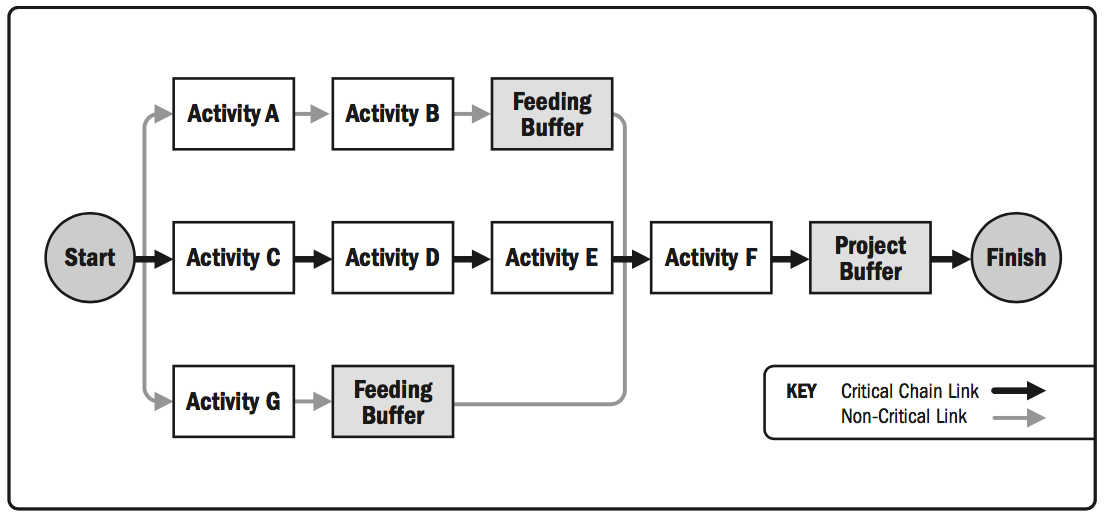 Activity A
Activity B
Feeding
Buffer
Start
Activity C
Activity D
Activity E
Activity F
Project
Buffer
Finish
Activity G
Feeding
Buffer
KEY
Critical Chain Link
Non-Critical Link